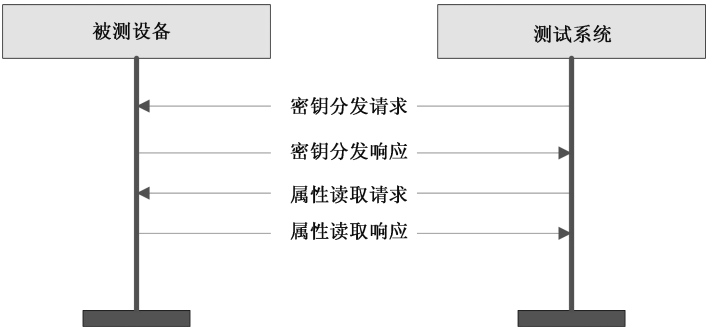 被测设备
测试系统
密钥分发请求
密钥分发响应
属性读取请求
属性读取响应